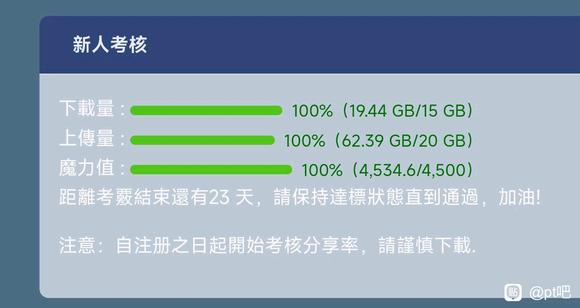 新人考核
下載量 : 100%（19.44 GB/15 GB）
上傳量 : 100%（62.39 GB/20 GB）
魔力值 : 100%（4,534.6/4,500）
距離考覈結束還有23 天，請保持達標狀態直到通過，加油!
注意：自注册之日起開始考核分享率，請謹慎下載.
貼 @pt吧